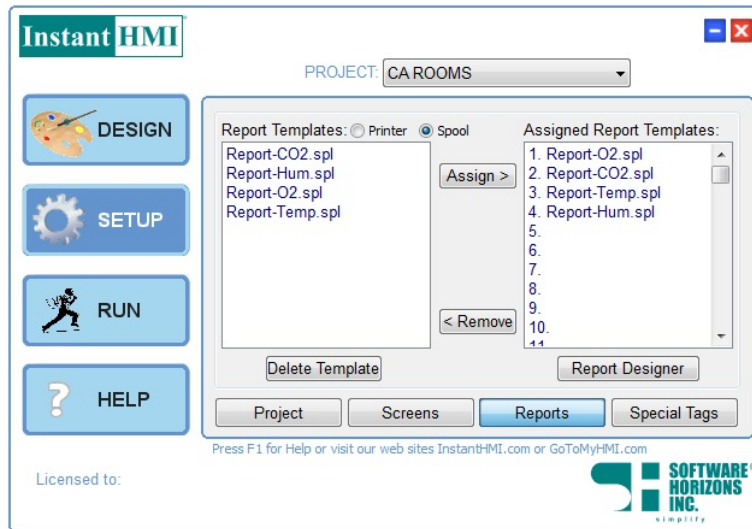 Instant HMI
PROJECT: CA ROOMS
DESIGN
SETUP
RUN
HELP
Report Templates: Printer Spool
Report-CO2.spl
Report-Hum.spl
Report-O2.spl
Report-Temp.spl
Assign >
< Remove
Assigned Report Templates:
1. Report-O2.spl
2. Report-CO2.spl
3. Report-Temp.spl
4. Report-Hum.spl
5.
6.
7.
8.
9.
10.
11.
Delete Template
Report Designer
Project Screens Reports Special Tags
Press F1 for Help or visit our web sites InstantHMI.com or GoToMyHMI.com
Licensed to:
SOFTWARE
HORIZONS
INC.
simplify